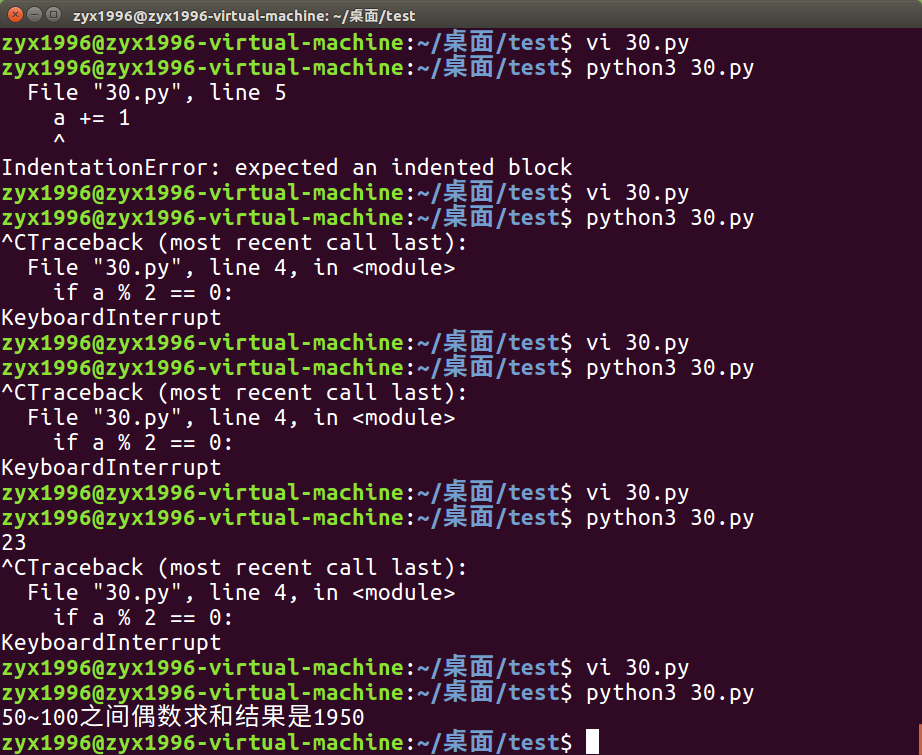 zyx1996@zyx1996-virtual-machine: ~/桌面/test
zyx1996@zyx1996-virtual-machine:~/桌面/test$ vi 30.py
zyx1996@zyx1996-virtual-machine:~/桌面/test$ python3 30.py
  File "30.py", line 5
    a += 1
    ^
IndentationError: expected an indented block
zyx1996@zyx1996-virtual-machine:~/桌面/test$ vi 30.py
zyx1996@zyx1996-virtual-machine:~/桌面/test$ python3 30.py
^CTraceback (most recent call last):
  File "30.py", line 4, in <module>
    if a % 2 == 0:
KeyboardInterrupt
zyx1996@zyx1996-virtual-machine:~/桌面/test$ vi 30.py
zyx1996@zyx1996-virtual-machine:~/桌面/test$ python3 30.py
^CTraceback (most recent call last):
  File "30.py", line 4, in <module>
    if a % 2 == 0:
KeyboardInterrupt
zyx1996@zyx1996-virtual-machine:~/桌面/test$ vi 30.py
zyx1996@zyx1996-virtual-machine:~/桌面/test$ python3 30.py
23
^CTraceback (most recent call last):
  File "30.py", line 4, in <module>
    if a % 2 == 0:
KeyboardInterrupt
zyx1996@zyx1996-virtual-machine:~/桌面/test$ vi 30.py
zyx1996@zyx1996-virtual-machine:~/桌面/test$ python3 30.py
50~100之间偶数求和结果是1950
zyx1996@zyx1996-virtual-machine:~/桌面/test$